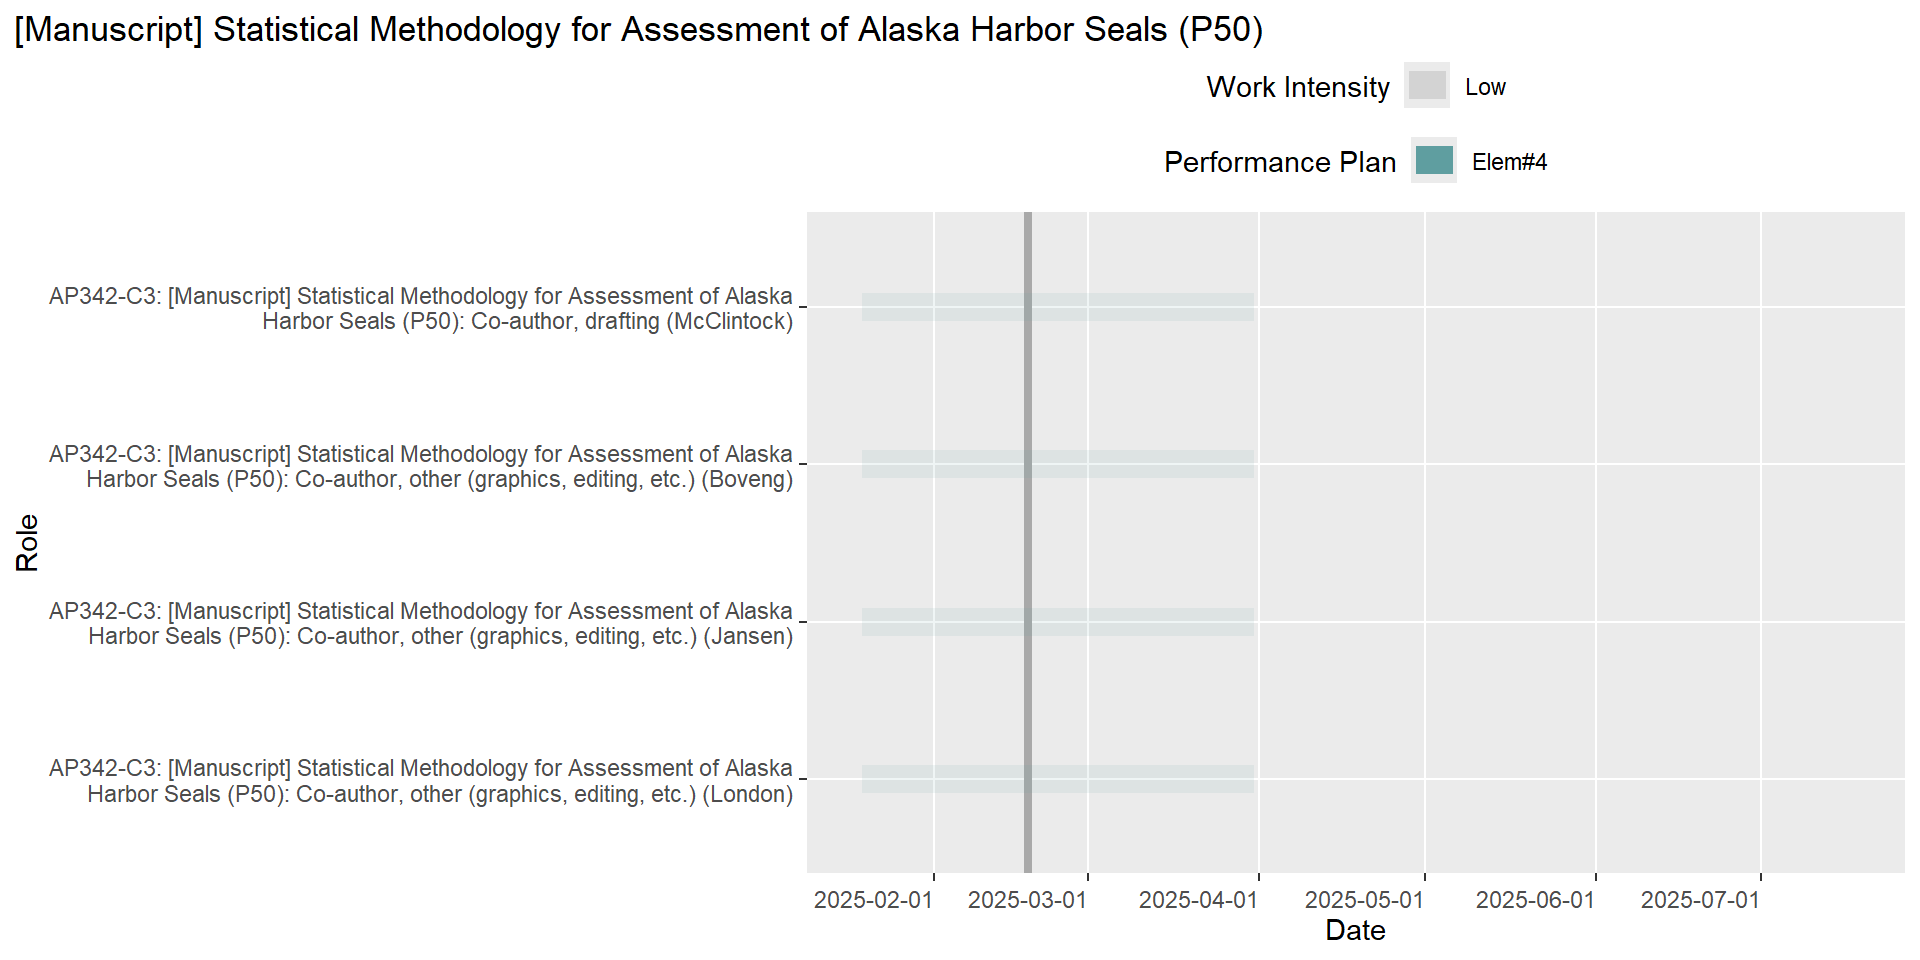 [Manuscript] Statistical Methodology for Assessment of Alaska Harbor Seals (P50)
Work Intensity
Low
Performance Plan
Elem#4
AP342-C3: [Manuscript] Statistical Methodology for Assessment of Alaska
Harbor Seals (P50): Co-author, drafting (McClintock)
AP342-C3: [Manuscript] Statistical Methodology for Assessment of Alaska
Harbor Seals (P50): Co-author, other (graphics, editing, etc.) (Boveng)
Role
AP342-C3: [Manuscript] Statistical Methodology for Assessment of Alaska
Harbor Seals (P50): Co-author, other (graphics, editing, etc.) (Jansen)
AP342-C3: [Manuscript] Statistical Methodology for Assessment of Alaska
Harbor Seals (P50): Co-author, other (graphics, editing, etc.) (London)
2025-02-01 2025-03-01 2025-04-01 2025-05-01 2025-06-01 2025-07-01
Date